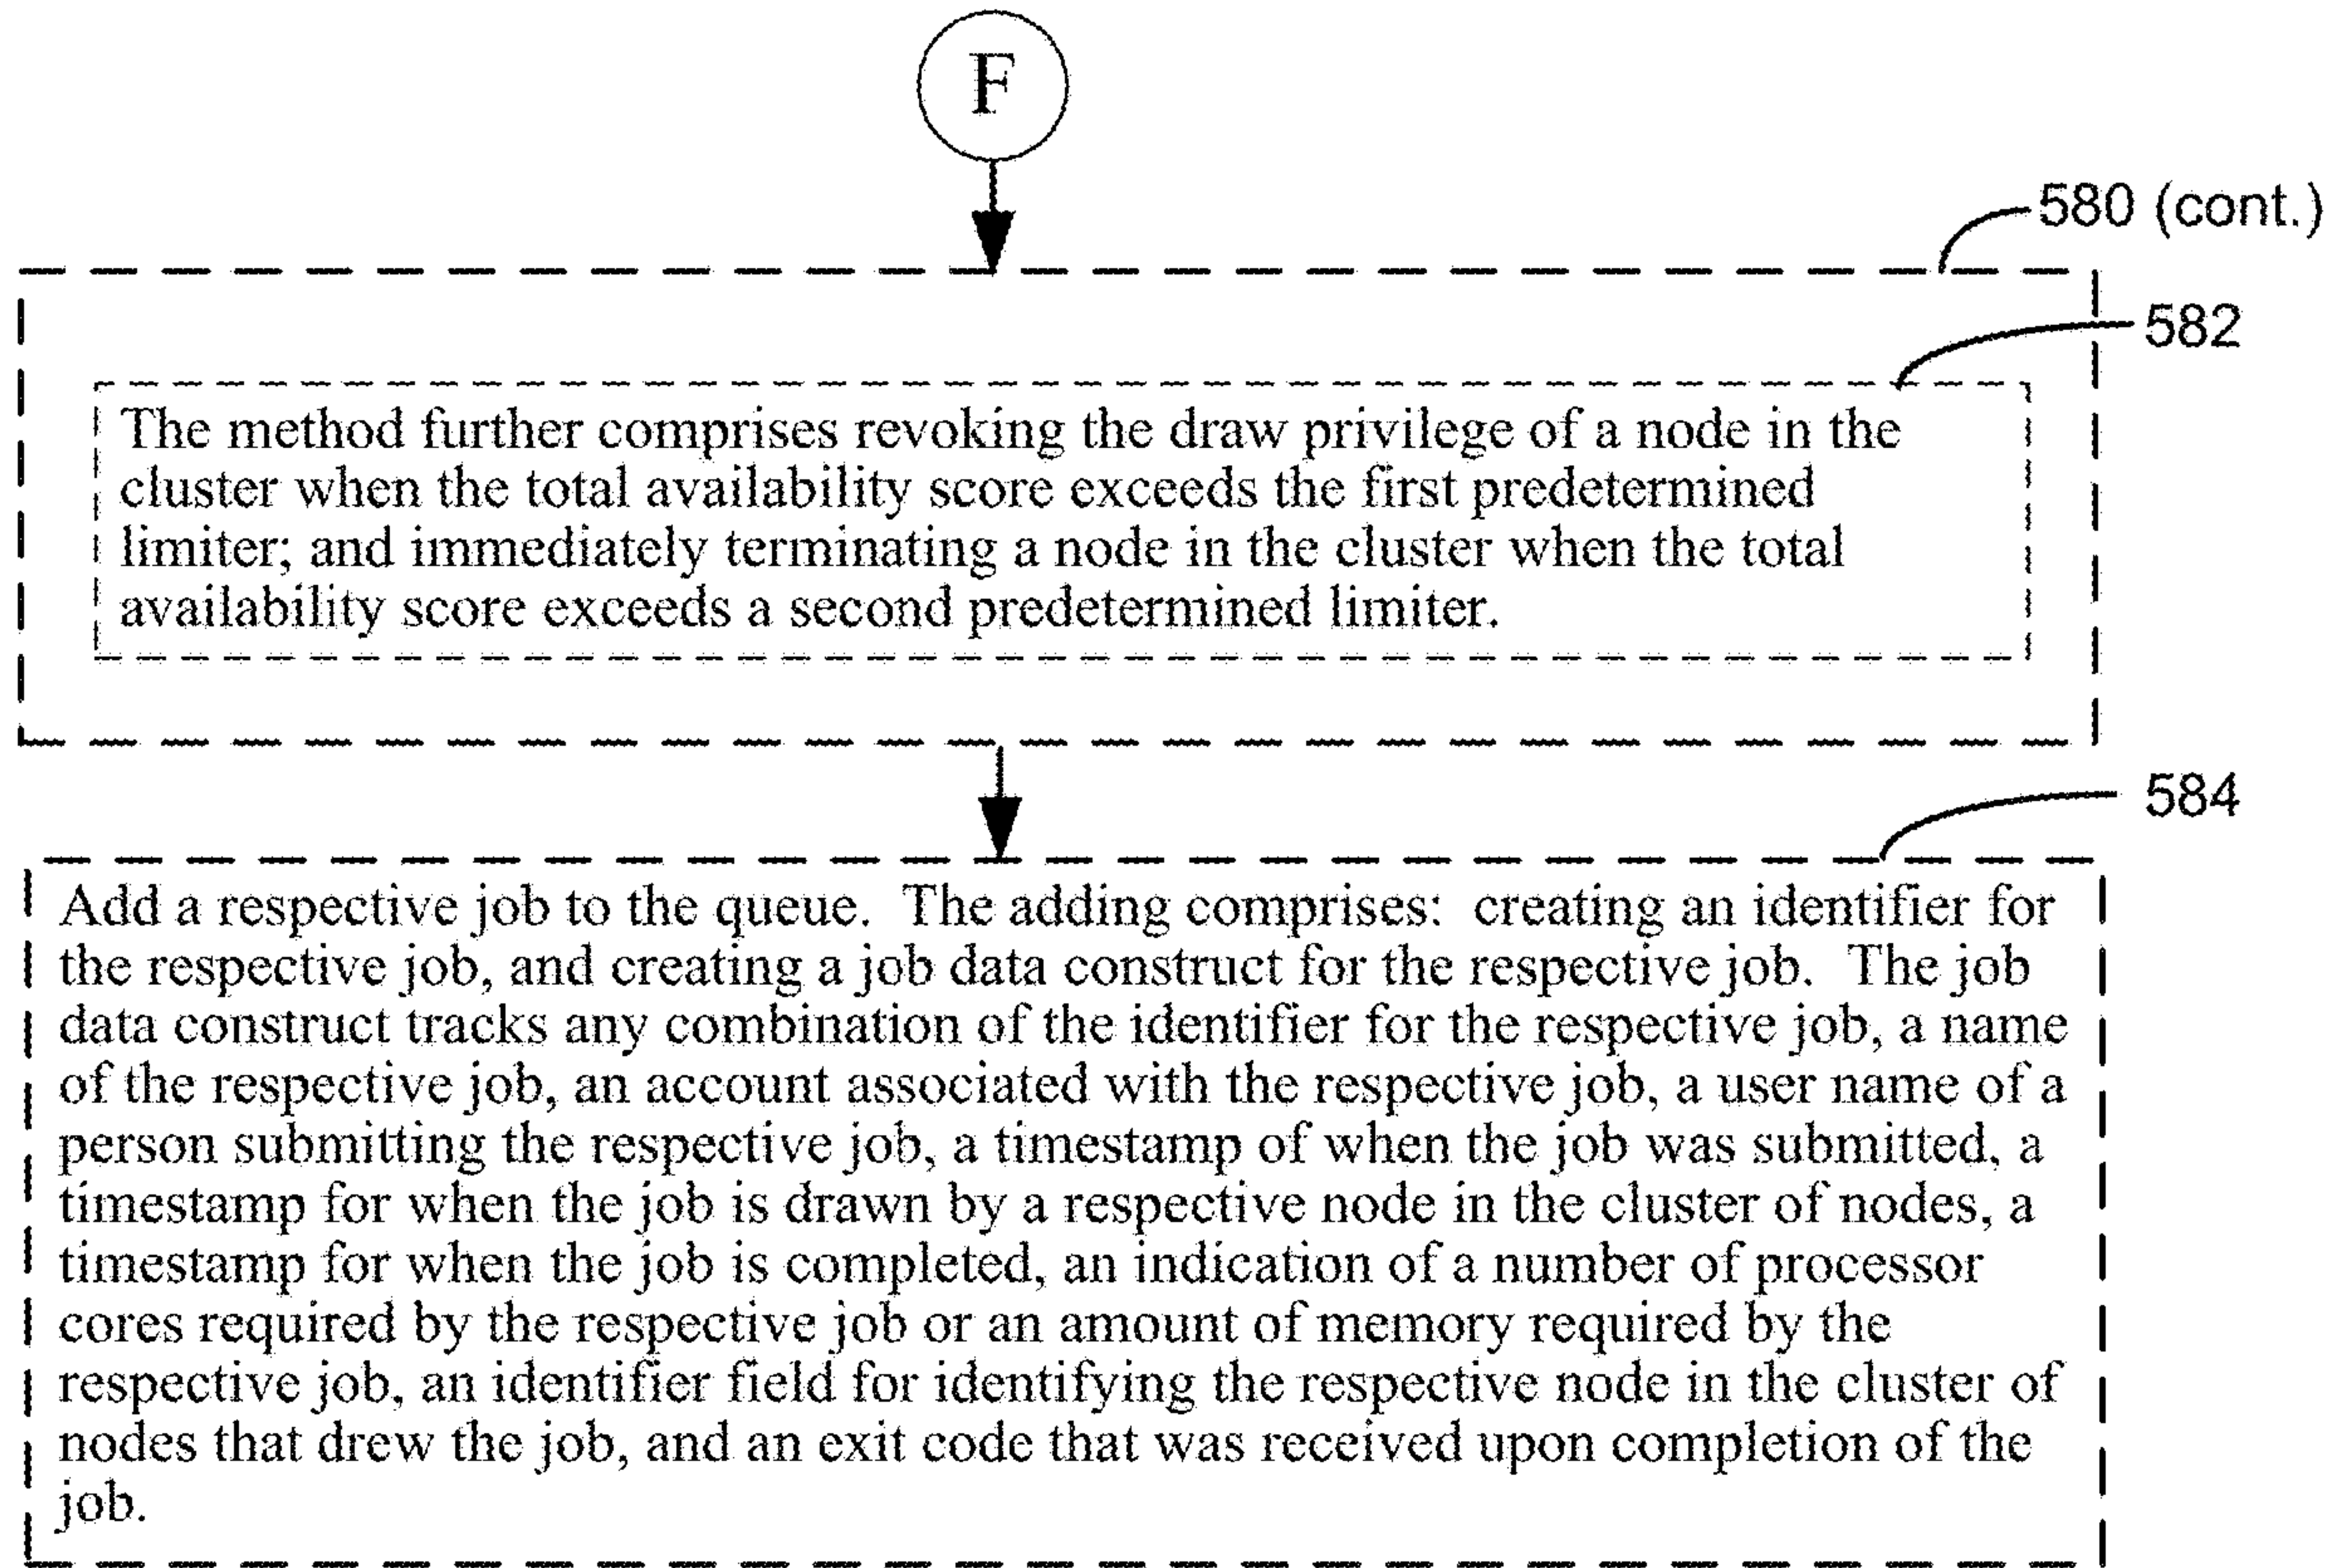 F
580 (cont.)
582
The method further comprises revoking the draw privilege of a node in the
cluster when the total availability score exceeds the first predetermined
limiter; and immediately terminating a node in the cluster when the total
availability score exceeds a second predetermined limiter.
584
Add a respective job to the queue.  The adding comprises:  creating an identifier for
the respective job, and creating a job data construct for the respective job.  The job
data construct tracks any combination of the identifier for the respective job, a name
of the respective job, an account associated with the respective job, a user name of a
person submitting the respective job, a timestamp of when the job was submitted, a
timestamp for when the job is drawn by a respective node in the cluster of nodes, a
timestamp for when the job is completed, an indication of a number of processor
cores required by the respective job or an amount of memory required by the
respective job, an identifier field for identifying the respective node in the cluster of
nodes that drew the job, and an exit code that was received upon completion of the
job.